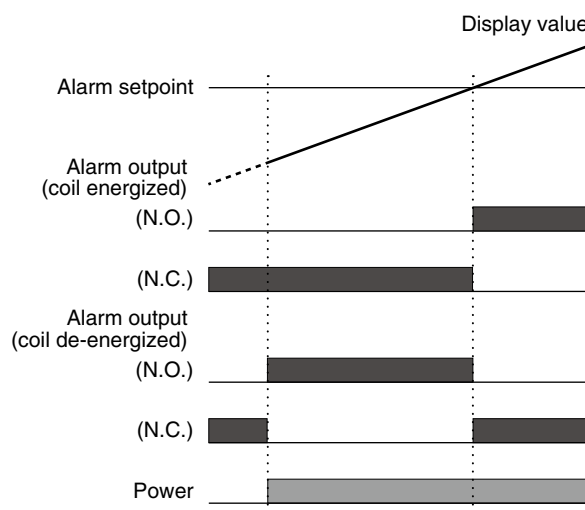 Display value
Alarm setpoint
Alarm output
(coil energized)
(N.O.)
(N.C.)
Alarm output
(coil de-energized)
(N.O.)
(N.C.)
Power